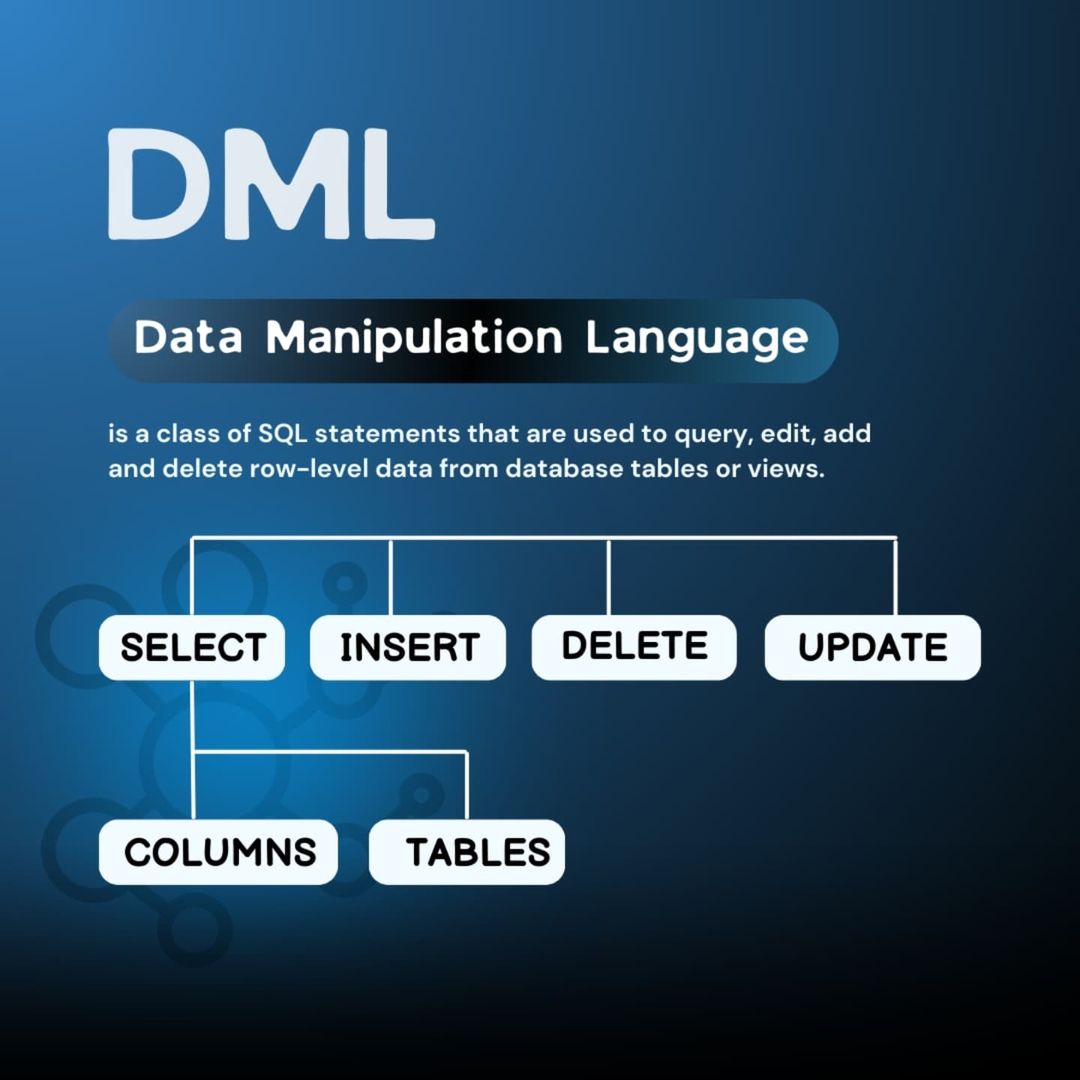 DML
Data Manipulation Language
is a class of SQL statements that are used to query, edit, add
and delete row-level data from database tables or views.
SELECT INSERT DELETE UPDATE
COLUMNS TABLES